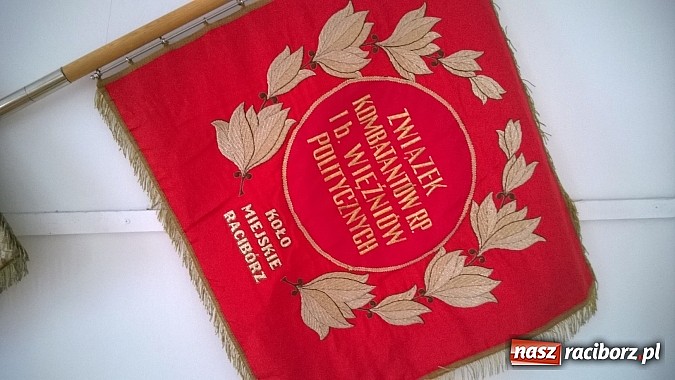 ZWIĄZEK
KOMBATANTÓW RP
I b. WIĘŹNIÓW
POLITYCZNYCH
KOŁO
MIEJSKIE
RACIBÓRZ
nasz raciborz.pl